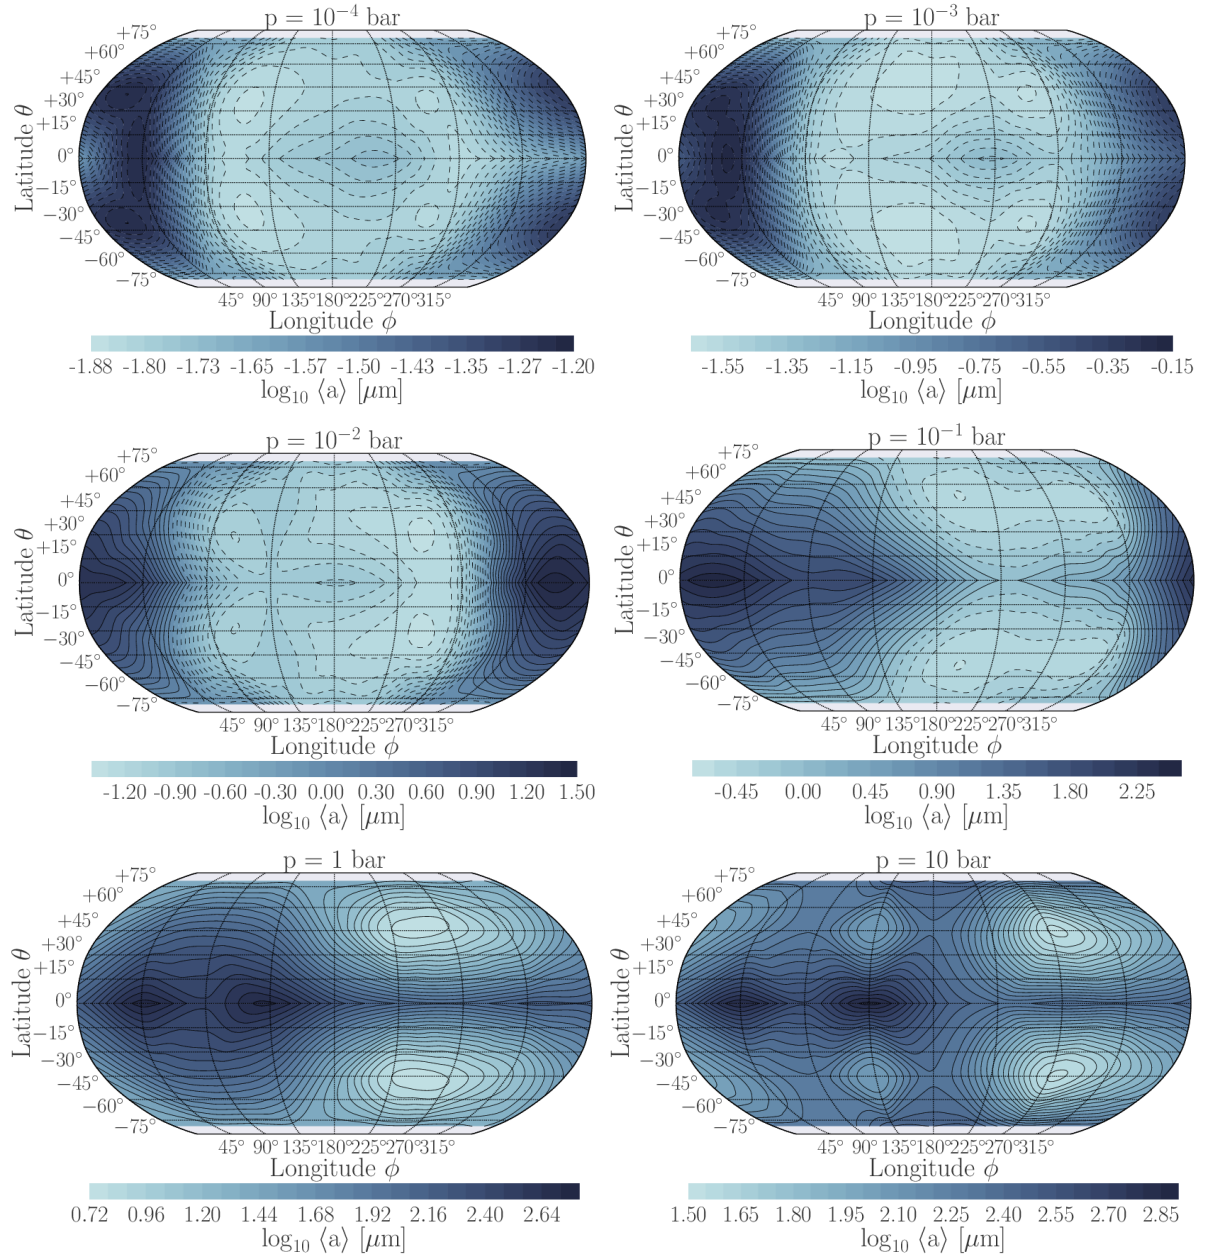 p = 10⁻⁴ bar
+75°
+60°
+45°
+30°
+15°
0°
−15°
−30°
−45°
−60°
−75°
Latitude θ
45° 90° 135° 180° 225° 270° 315°
Longitude ϕ
-1.88 -1.80 -1.73 -1.65 -1.57 -1.50 -1.43 -1.35 -1.27 -1.20
log₁₀ ⟨a⟩ [μm]
p = 10⁻³ bar
+75°
+60°
+45°
+30°
+15°
0°
−15°
−30°
−45°
−60°
−75°
Latitude θ
45° 90° 135° 180° 225° 270° 315°
Longitude ϕ
-1.55 -1.35 -1.15 -0.95 -0.75 -0.55 -0.35 -0.15
log₁₀ ⟨a⟩ [μm]
p = 10⁻² bar
+75°
+60°
+45°
+30°
+15°
0°
−15°
−30°
−45°
−60°
−75°
Latitude θ
45° 90° 135° 180° 225° 270° 315°
Longitude ϕ
-1.20 -0.90 -0.60 -0.30 0.00 0.30 0.60 0.90 1.20 1.50
log₁₀ ⟨a⟩ [μm]
p = 10⁻¹ bar
+75°
+60°
+45°
+30°
+15°
0°
−15°
−30°
−45°
−60°
−75°
Latitude θ
45° 90° 135° 180° 225° 270° 315°
Longitude ϕ
-0.45 0.00 0.45 0.90 1.35 1.80 2.25
log₁₀ ⟨a⟩ [μm]
p = 1 bar
+75°
+60°
+45°
+30°
+15°
0°
−15°
−30°
−45°
−60°
−75°
Latitude θ
45° 90° 135° 180° 225° 270° 315°
Longitude ϕ
0.72 0.96 1.20 1.44 1.68 1.92 2.16 2.40 2.64
log₁₀ ⟨a⟩ [μm]
p = 10 bar
+75°
+60°
+45°
+30°
+15°
0°
−15°
−30°
−45°
−60°
−75°
Latitude θ
45° 90° 135° 180° 225° 270° 315°
Longitude ϕ
1.50 1.65 1.80 1.95 2.10 2.25 2.40 2.55 2.70 2.85
log₁₀ ⟨a⟩ [μm]